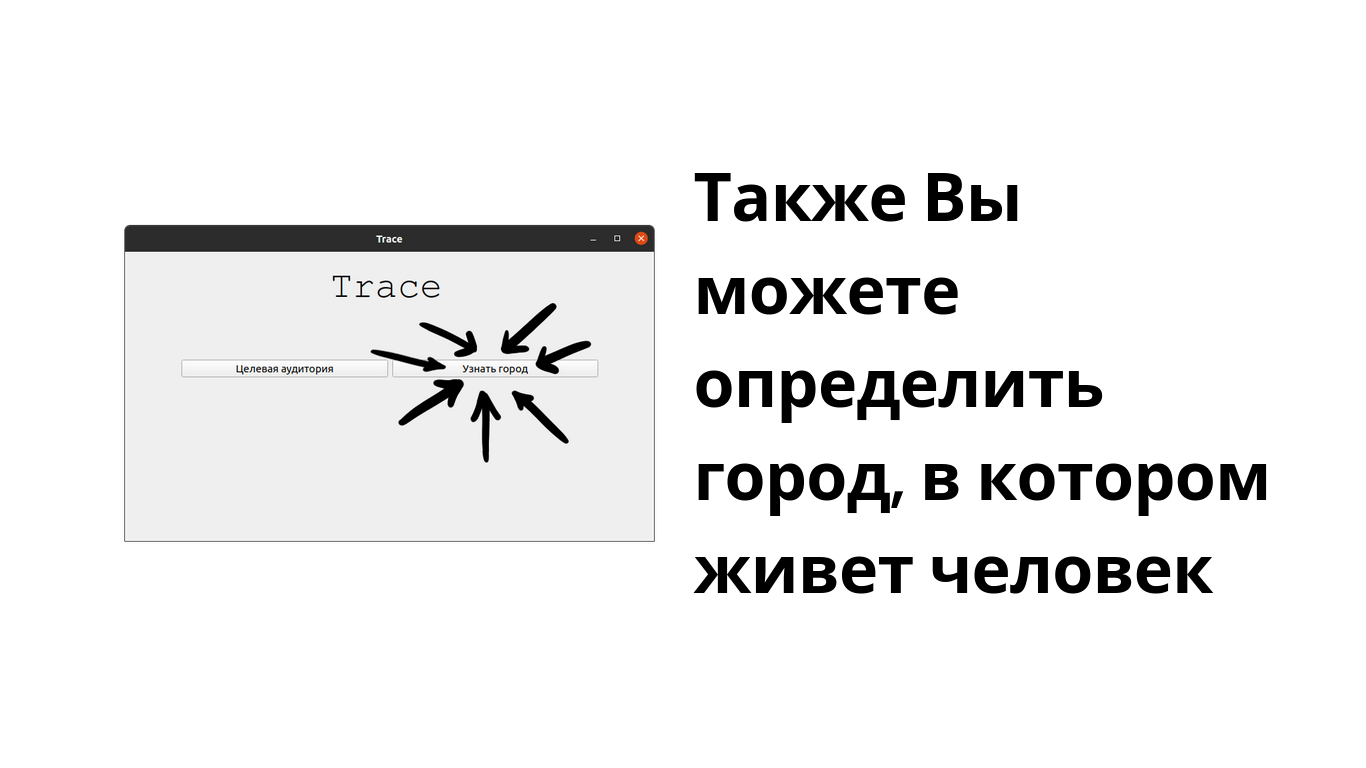 Trace
Trace
Целевая аудитория
Узнать город
Также Вы
можете
определить
город, в котором
живет человек